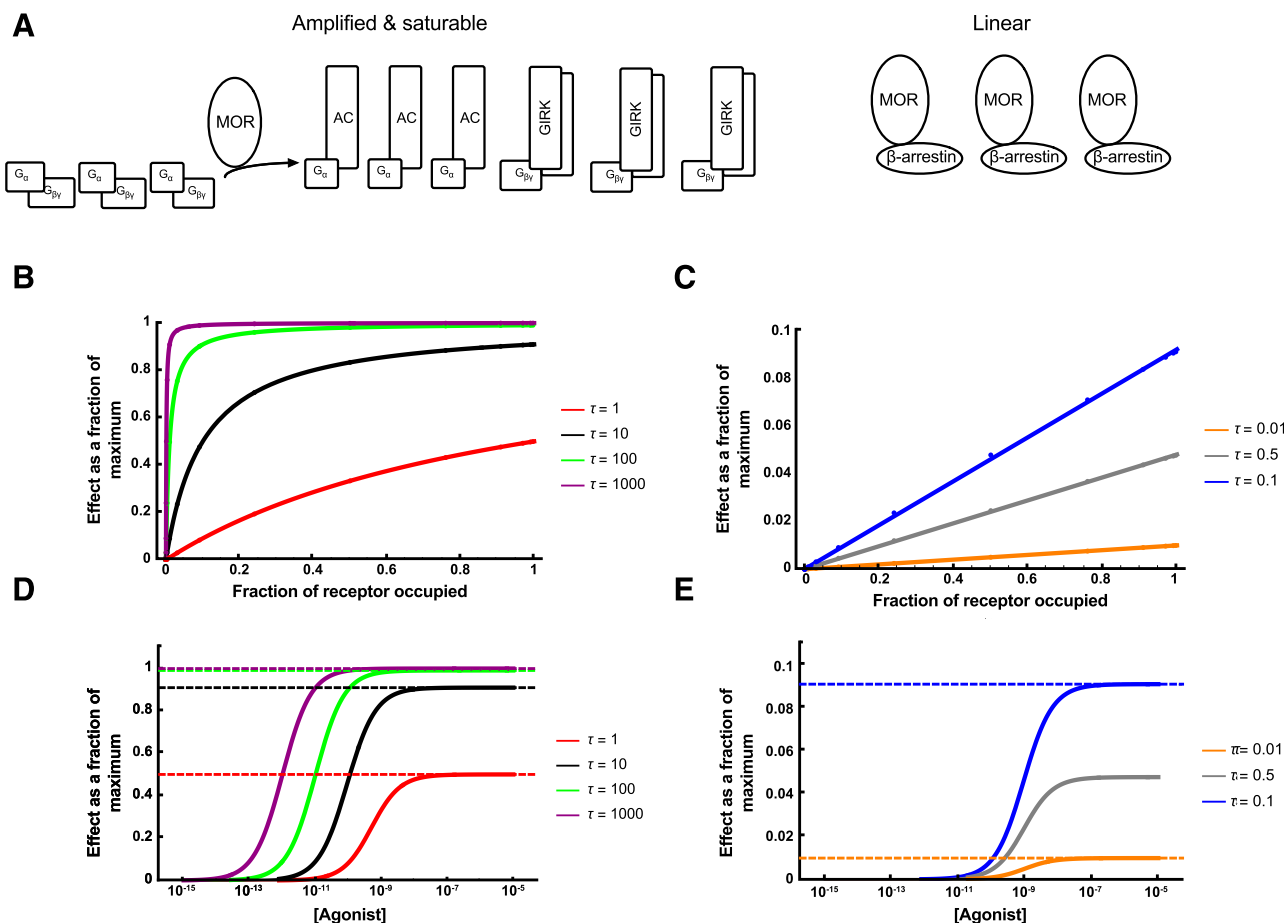 A
Amplified & saturable
Linear
MOR
AC
AC
AC
GIRK
GIRK
GIRK
Gα
Gβγ
Gα
Gβγ
Gα
Gβγ
Gα
Gα
Gα
Gβγ
Gβγ
Gβγ
MOR
MOR
MOR
β-arrestin
β-arrestin
β-arrestin
B
Effect as a fraction of
maximum
1
0.8
0.6
0.4
0.2
0
0
0.2
0.4
0.6
0.8
1
Fraction of receptor occupied
τ = 1
τ = 10
τ = 100
τ = 1000
C
Effect as a fraction of
maximum
0.1
0.08
0.06
0.04
0.02
0
0
0.2
0.4
0.6
0.8
1
Fraction of receptor occupied
τ = 0.01
τ = 0.5
τ = 0.1
D
Effect as a fraction of
maximum
1
0.8
0.6
0.4
0.2
0
10⁻¹⁵
10⁻¹³
10⁻¹¹
10⁻⁹
10⁻⁷
10⁻⁵
[Agonist]
τ = 1
τ = 10
τ = 100
τ = 1000
E
Effect as a fraction of
maximum
0.1
0.08
0.06
0.04
0.02
0
10⁻¹⁵
10⁻¹³
10⁻¹¹
10⁻⁹
10⁻⁷
10⁻⁵
[Agonist]
π= 0.01
τ = 0.5
τ = 0.1